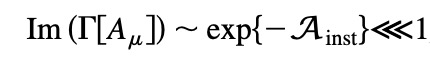 Im (Γ[A_μ]) ~ exp{−𝒜_inst}⋘1